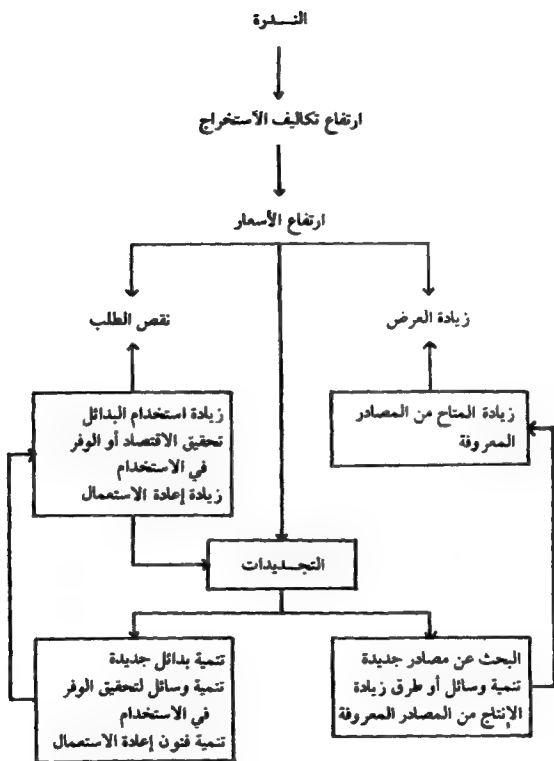 النـــدرة
ارتفاع تكاليف الآستخراج
ارتفاع الأسعار
زيادة العرض
نقص الطلب
زيادة المتاح من المصادر
المعروفة
زيادة استخدام البدائل
تحقيق الاقتصاد أو الوفر
في الاستخدام
زيادة إعادة الاستعمال
التجــديدات
البحث عن مصادر جديدة
تنمية وسائل أو طرق زيادة
الإنتاج من المصادر المعروفة
تنمية بدائل جديدة
تنمية وسائل لتحقيق الوفر
في الاستخدام
تنمية فنون إعادة الاستعمال